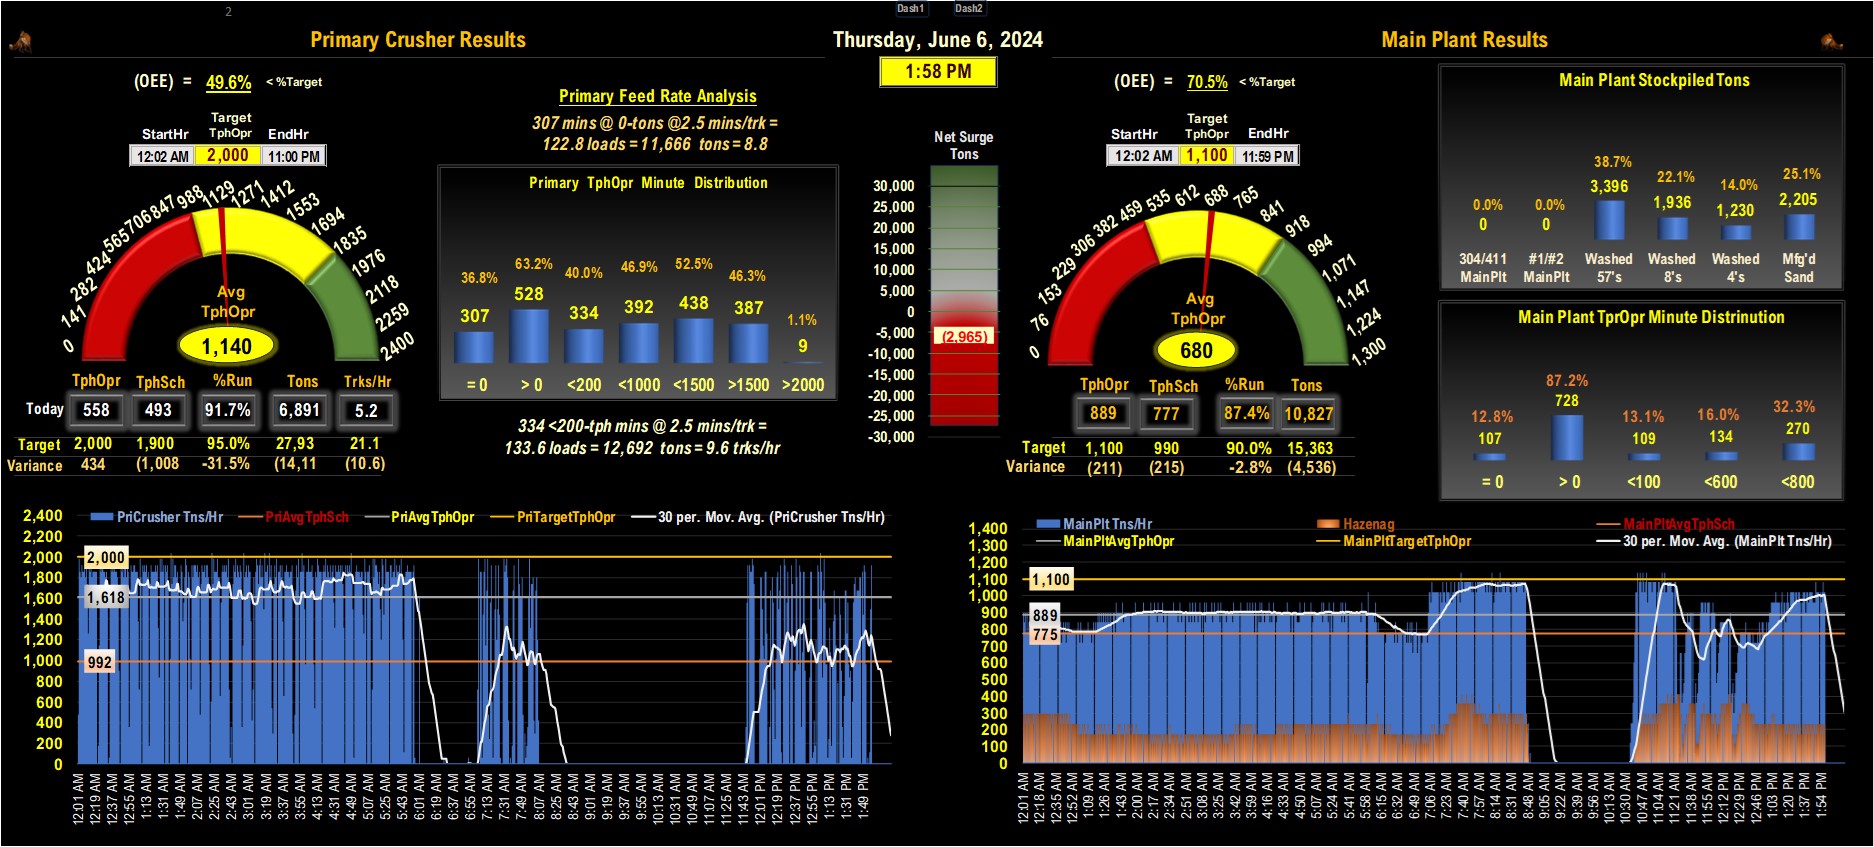 2
Dash1 Dash2
Primary Crusher Results
Thursday, June 6, 2024
Main Plant Results
1:58 PM
(OEE) = 49.6% < %Target
Target
StartHr TphOpr EndHr
12:02 AM 2,000 11:00 PM
0 141 282 424 565 706 847 988 1129 1271 1412 1553 1694 1835 1976 2118 2259 2400
Avg
TphOpr
1,140
TphOpr TphSch %Run Tons Trks/Hr
Today 558 493 91.7% 6,891 5.2
Target 2,000 1,900 95.0% 27,93 21.1
Variance 434 (1,008 -31.5% (14,11 (10.6)
Primary Feed Rate Analysis
307 mins @ 0-tons @2.5 mins/trk =
122.8 loads = 11,666 tons = 8.8
Primary TphOpr Minute Distribution
36.8% 63.2% 40.0% 46.9% 52.5% 46.3% 1.1%
307 528 334 392 438 387 9
= 0 > 0 <200 <1000 <1500 >1500 >2000
334 <200-tph mins @ 2.5 mins/trk =
133.6 loads = 12,692 tons = 9.6 trks/hr
Net Surge
Tons
30,000
25,000
20,000
15,000
10,000
5,000
0
-5,000
-10,000
-15,000
-20,000
-25,000
-30,000
(2,965)
(OEE) = 70.5% < %Target
Target
StartHr TphOpr EndHr
12:02 AM 1,100 11:59 PM
0 76 153 229 306 382 459 535 612 688 765 841 918 994 1,071 1,147 1,224 1,300
Avg
TphOpr
680
TphOpr TphSch %Run Tons
889 777 87.4% 10,827
Target 1,100 990 90.0% 15,363
Variance (211) (215) -2.8% (4,536)
Main Plant Stockpiled Tons
0.0% 0.0% 38.7% 22.1% 14.0% 25.1%
0 0 3,396 1,936 1,230 2,205
304/411 #1/#2 Washed Washed Washed Mfg'd
MainPlt MainPlt 57's 8's 4's Sand
Main Plant TprOpr Minute Distrinution
12.8% 87.2% 13.1% 16.0% 32.3%
107 728 109 134 270
= 0 > 0 <100 <600 <800
PriCrusher Tns/Hr PriAvgTphSch PriAvgTphOpr PriTargetTphOpr 30 per. Mov. Avg. (PriCrusher Tns/Hr)
2,400
2,200
2,000
1,800
1,600
1,400
1,200
1,000
800
600
400
200
0
2,000
1,618
992
12:01 AM 12:19 AM 12:37 AM 12:55 AM 1:13 AM 1:31 AM 1:49 AM 2:07 AM 2:25 AM 2:43 AM 3:01 AM 3:19 AM 3:37 AM 3:55 AM 4:13 AM 4:31 AM 4:49 AM 5:07 AM 5:25 AM 5:43 AM 6:01 AM 6:19 AM 6:37 AM 6:55 AM 7:13 AM 7:31 AM 7:49 AM 8:07 AM 8:25 AM 8:43 AM 9:01 AM 9:19 AM 9:37 AM 9:55 AM 10:13 AM 10:31 AM 10:49 AM 11:07 AM 11:25 AM 11:43 AM 12:01 PM 12:19 PM 12:37 PM 12:55 PM 1:13 PM 1:31 PM 1:49 PM
MainPlt Tns/Hr Hazenag MainPltAvgTphSch
MainPltAvgTphOpr MainPltTargetTphOpr 30 per. Mov. Avg. (MainPlt Tns/Hr)
1,400
1,300
1,200
1,100
1,000
900
800
700
600
500
400
300
200
100
0
1,100
889
775
12:01 AM 12:18 AM 12:35 AM 12:52 AM 1:09 AM 1:26 AM 1:43 AM 2:00 AM 2:17 AM 2:34 AM 2:51 AM 3:08 AM 3:25 AM 3:42 AM 3:59 AM 4:16 AM 4:33 AM 4:50 AM 5:07 AM 5:24 AM 5:41 AM 5:58 AM 6:15 AM 6:32 AM 6:49 AM 7:06 AM 7:23 AM 7:40 AM 7:57 AM 8:14 AM 8:31 AM 8:48 AM 9:05 AM 9:22 AM 9:39 AM 9:56 AM 10:13 AM 10:30 AM 10:47 AM 11:04 AM 11:21 AM 11:38 AM 11:55 AM 12:12 PM 12:29 PM 12:46 PM 1:03 PM 1:20 PM 1:37 PM 1:54 PM